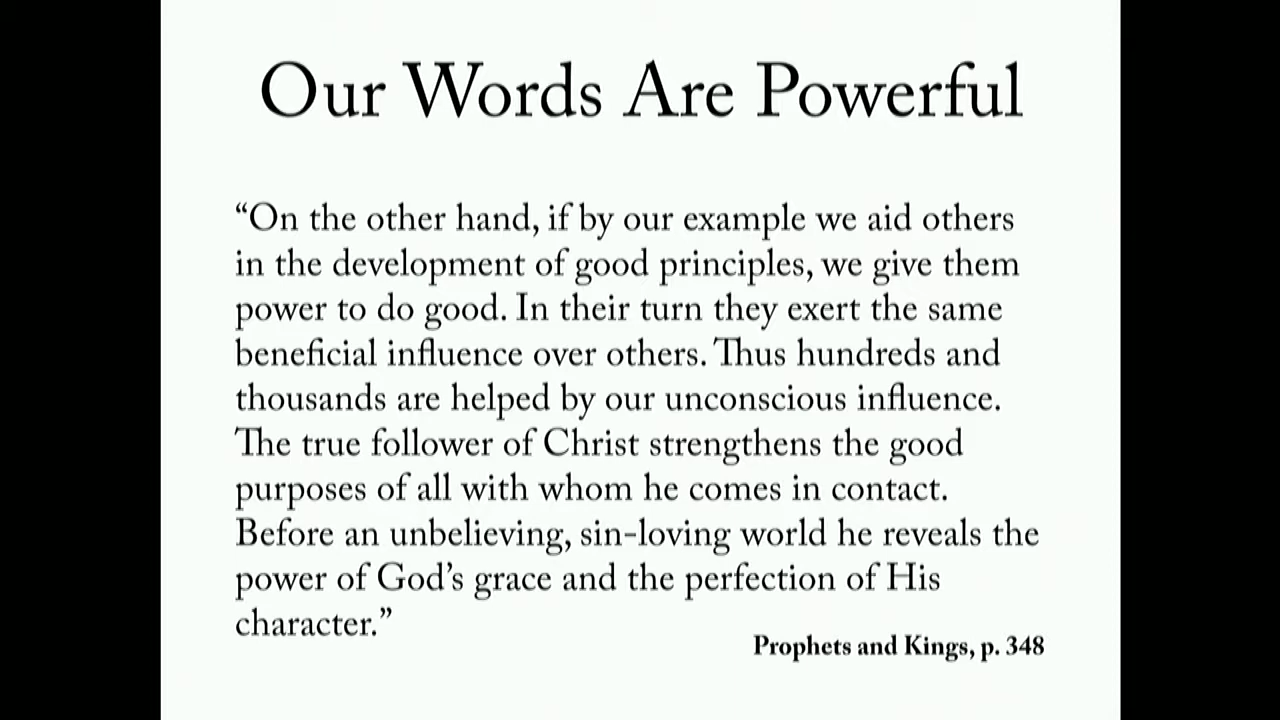 Our Words Are Powerful
“On the other hand, if by our example we aid others
in the development of good principles, we give them
power to do good. In their turn they exert the same
beneficial influence over others. Thus hundreds and
thousands are helped by our unconscious influence.
The true follower of Christ strengthens the good
purposes of all with whom he comes in contact.
Before an unbelieving, sin-loving world he reveals the
power of God’s grace and the perfection of His
character.”
Prophets and Kings, p. 348